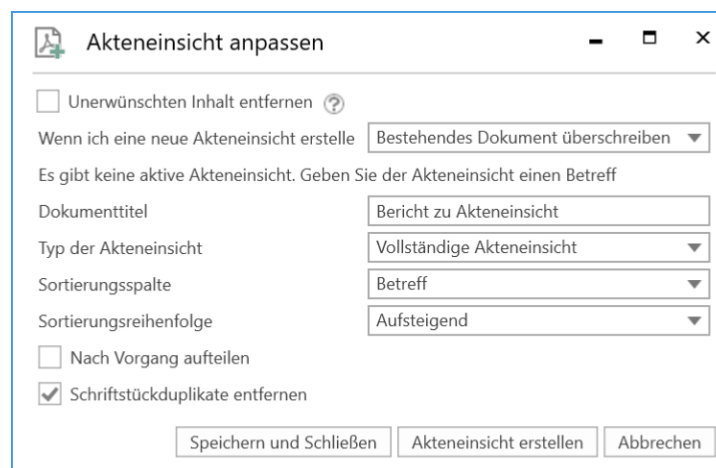 Akteneinsicht anpassen
Unerwünschten Inhalt entfernen ?
Wenn ich eine neue Akteneinsicht erstelle Bestehendes Dokument überschreiben
Es gibt keine aktive Akteneinsicht. Geben Sie der Akteneinsicht einen Betreff
Dokumenttitel Bericht zu Akteneinsicht
Typ der Akteneinsicht Vollständige Akteneinsicht
Sortierungsspalte Betreff
Sortierungsreihenfolge Aufsteigend
Nach Vorgang aufteilen
Schriftstückduplikate entfernen
Speichern und Schließen Akteneinsicht erstellen Abbrechen